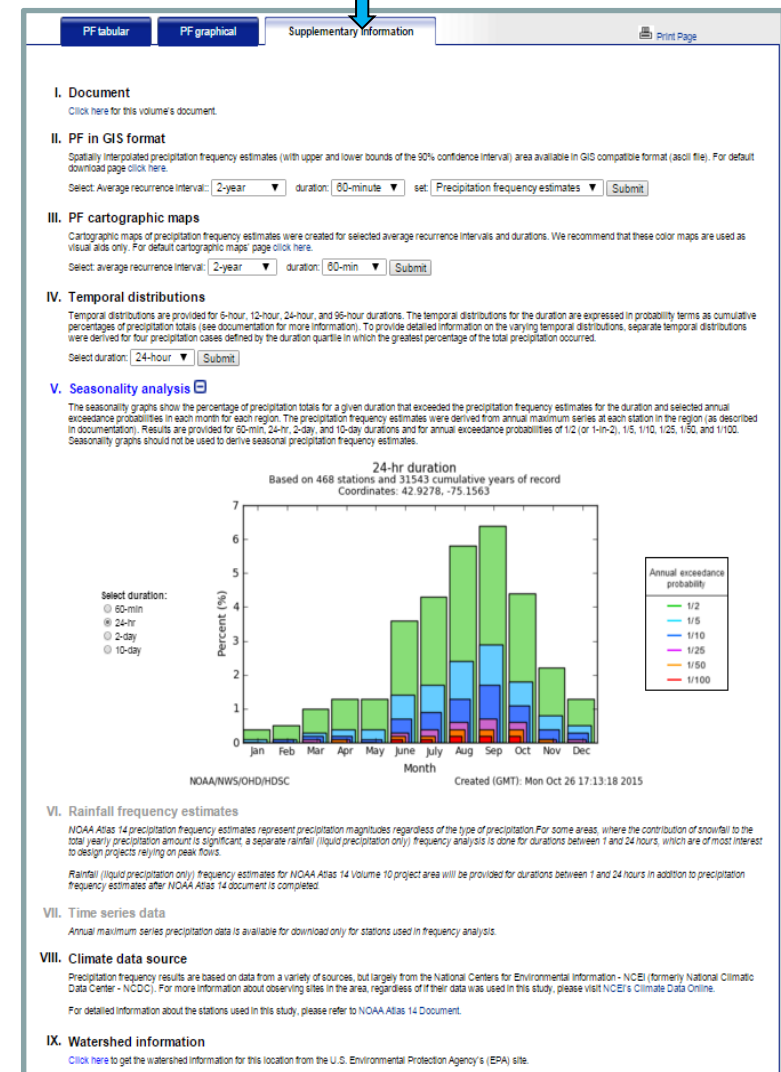 PF tabular PF graphical Supplementary information Print Page
I. Document
Click here for this volume's document.
II. PF in GIS format
Spatially interpolated precipitation frequency estimates (with upper and lower bounds of the 90% confidence interval) area available in GIS compatible format (ascii file). For default
download page click here.
Select: Average recurrence interval:: 2-year ▼ duration: 60-minute ▼ set: Precipitation frequency estimates ▼ Submit
III. PF cartographic maps
Cartographic maps of precipitation frequency estimates were created for selected average recurrence intervals and durations. We recommend that these color maps are used as
visual aids only. For default cartographic maps' page click here.
Select: average recurrence interval: 2-year ▼ duration: 60-min ▼ Submit
IV. Temporal distributions
Temporal distributions are provided for 6-hour, 12-hour, 24-hour, and 96-hour durations. The temporal distributions for the duration are expressed in probability terms as cumulative
percentages of precipitation totals (see documentation for more information). To provide detailed information on the varying temporal distributions, separate temporal distributions
were derived for four precipitation cases defined by the duration quartile in which the greatest percentage of the total precipitation occurred.
Select duration: 24-hour ▼ Submit
V. Seasonality analysis
The seasonality graphs show the percentage of precipitation totals for a given duration that exceeded the precipitation frequency estimates for the duration and selected annual
exceedance probabilities in each month for each region. The precipitation frequency estimates were derived from annual maximum series at each station in the region (as described
in documentation). Results are provided for 60-min, 24-hr, 2-day, and 10-day durations and for annual exceedance probabilities of 1/2 (or 1-in-2), 1/5, 1/10, 1/25, 1/50, and 1/100.
Seasonality graphs should not be used to derive seasonal precipitation frequency estimates.
24-hr duration
Based on 468 stations and 31543 cumulative years of record
Coordinates: 42.9278, -75.1563
Select duration:
60-min
24-hr
2-day
10-day
Percent (%)
7
6
5
4
3
2
1
0
Jan Feb Mar Apr May June July Aug Sep Oct Nov Dec
Month
NOAA/NWS/OHD/HDSC Created (GMT): Mon Oct 26 17:13:18 2015
Annual exceedance
probability
1/2
1/5
1/10
1/25
1/50
1/100
VI. Rainfall frequency estimates
NOAA Atlas 14 precipitation frequency estimates represent precipitation magnitudes regardless of the type of precipitation.For some areas, where the contribution of snowfall to the
total yearly precipitation amount is significant, a separate rainfall (liquid precipitation only) frequency analysis is done for durations between 1 and 24 hours, which are of most interest
to design projects relying on peak flows.
Rainfall (liquid precipitation only) frequency estimates for NOAA Atlas 14 Volume 10 project area will be provided for durations between 1 and 24 hours in addition to precipitation
frequency estimates after NOAA Atlas 14 document is completed.
VII. Time series data
Annual maximum series precipitation data is available for download only for stations used in frequency analysis.
VIII. Climate data source
Precipitation frequency results are based on data from a variety of sources, but largely from the National Centers for Environmental Information - NCEI (formerly National Climatic
Data Center - NCDC). For more information about observing sites in the area, regardless of if their data was used in this study, please visit NCEI's Climate Data Online.
For detailed information about the stations used in this study, please refer to NOAA Atlas 14 Document.
IX. Watershed information
Click here to get the watershed information for this location from the U.S. Environmental Protection Agency's (EPA) site.